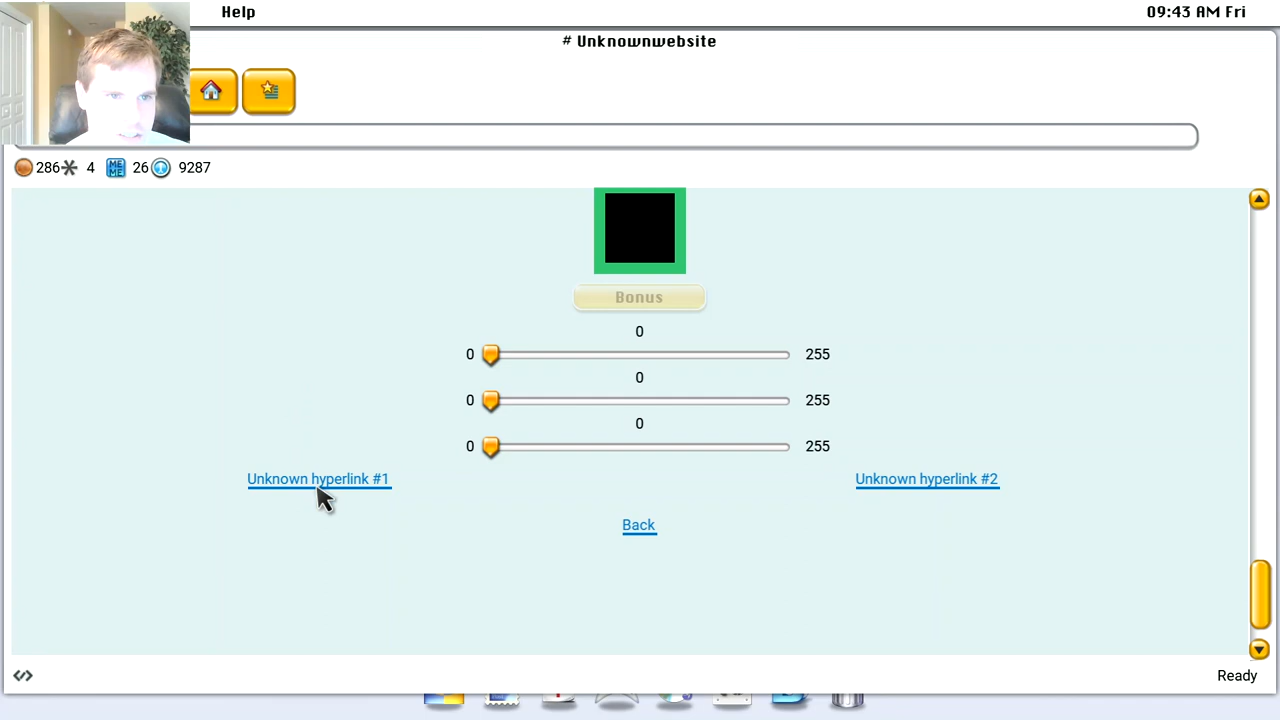 Help
09:43 AM Fri
# Unknownwebsite
286 4 MEME 26 9287
Bonus
0
0 255
0
0 255
0
0 255
Unknown hyperlink #1 Unknown hyperlink #2
Back
Ready